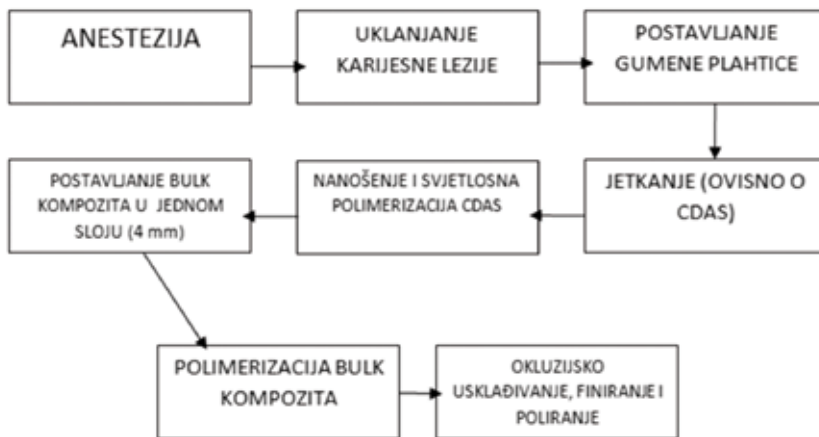 ANESTEZIJA
UKLANJANJE
KARIJESNE LEZIJE
POSTAVLJANJE
GUMENE PLAHTICE
JETKANJE (OVISNO O
CDAS)
NANOŠENJE I SVJETLOSNA
POLIMERIZACIJA CDAS
POSTAVLJANJE BULK
KOMPOZITA U JEDNOM
SLOJU (4 mm)
POLIMERIZACIJA BULK
KOMPOZITA
OKLUZIJSKO
USKLAĐIVANJE, FINIRANJE I
POLIRANJE